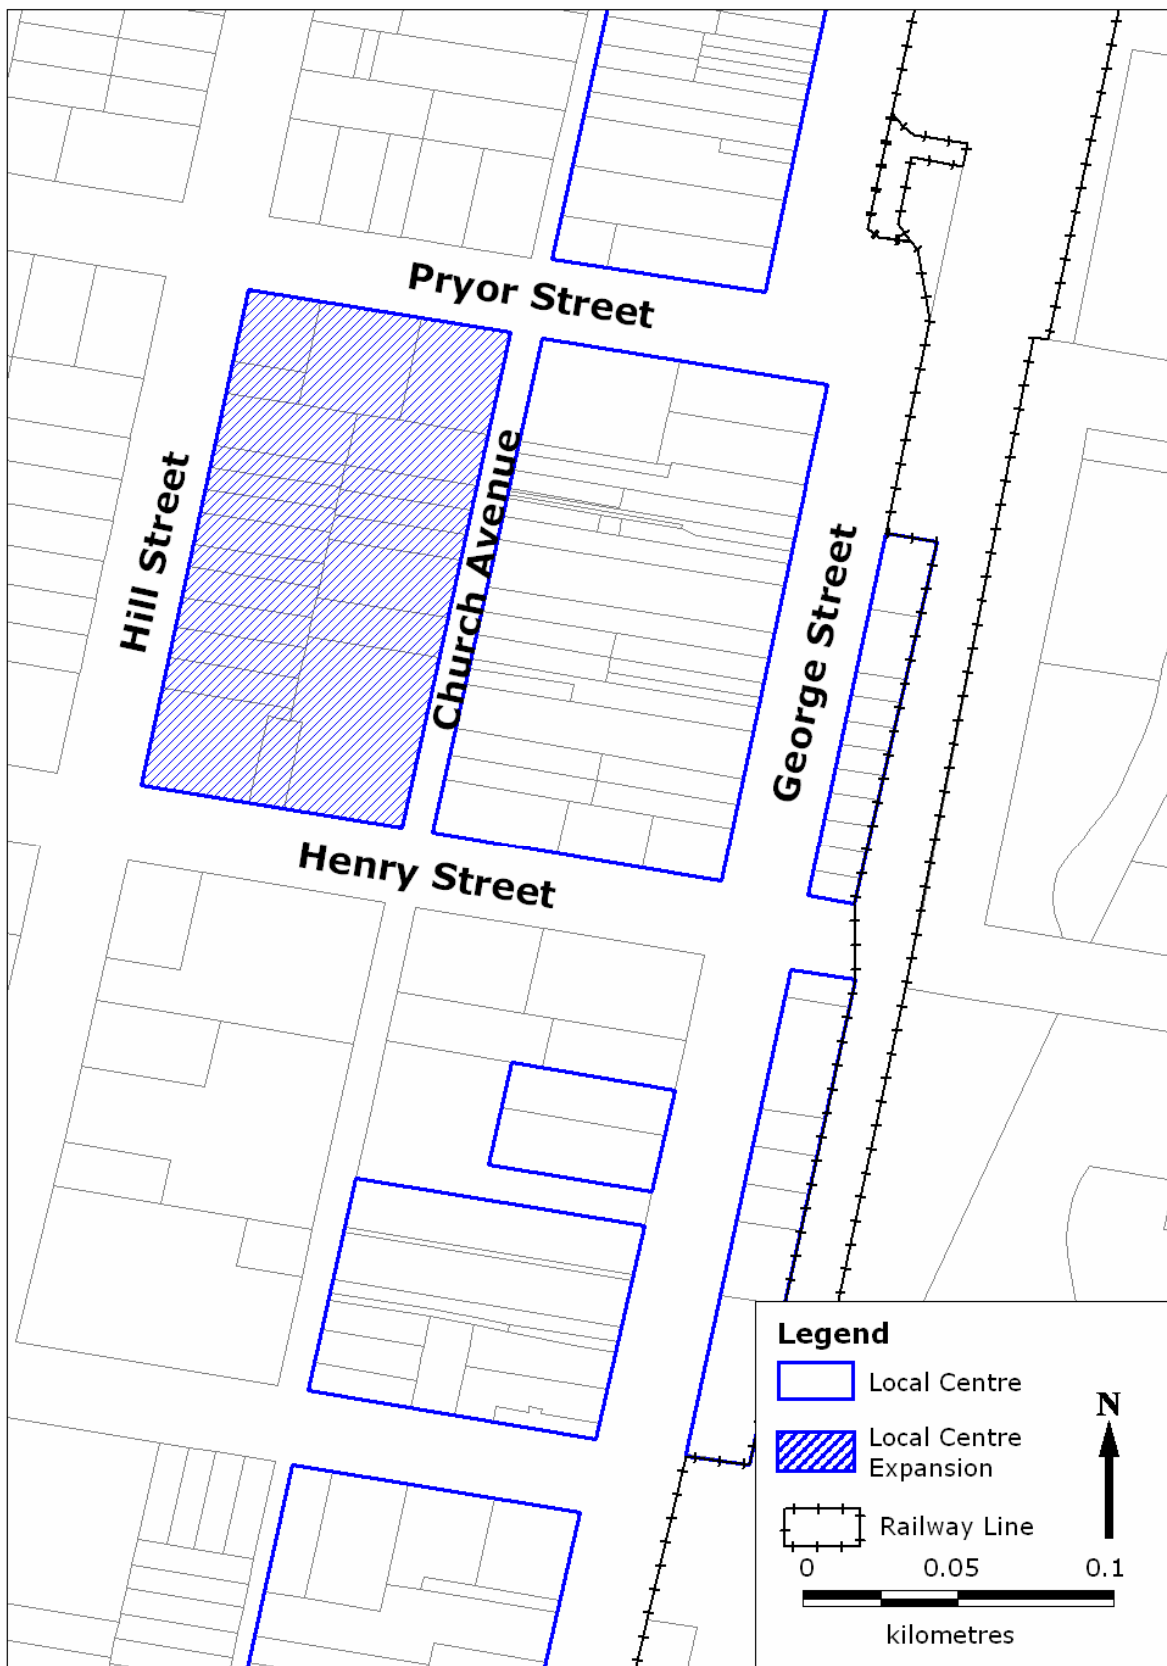 Pryor Street
Hill Street
Church Avenue
George Street
Henry Street
Legend
Local Centre
Local Centre
Expansion
Railway Line
N
0 0.05 0.1
kilometres